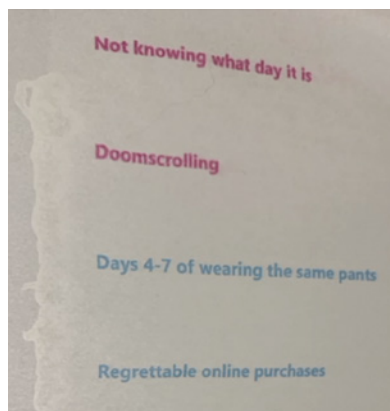 Not knowing what day it is
Doomscrolling
Days 4-7 of wearing the same pants
Regrettable online purchases